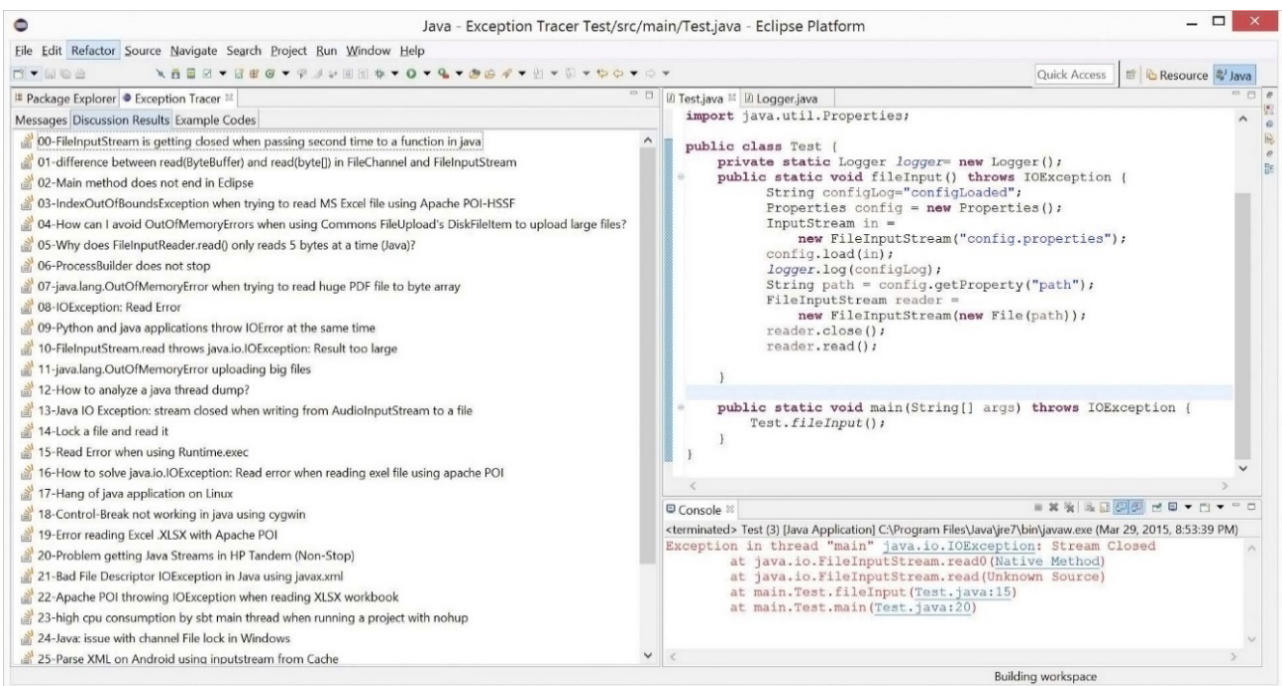 Java - Exception Tracer Test/src/main/Test.java - Eclipse Platform
File Edit Refactor Source Navigate Search Project Run Window Help
Quick Access Resource Java
Package Explorer Exception Tracer
Messages Discussion Results Example Codes
00-FileInputStream is getting closed when passing second time to a function in java
01-difference between read(ByteBuffer) and read(byte[]) in FileChannel and FileInputStream
02-Main method does not end in Eclipse
03-IndexOutOfBoundsException when trying to read MS Excel file using Apache POI-HSSF
04-How can I avoid OutOfMemoryErrors when using Commons FileUpload's DiskFileItem to upload large files?
05-Why does FileInputReader.read() only reads 5 bytes at a time (Java)?
06-ProcessBuilder does not stop
07-java.lang.OutOfMemoryError when trying to read huge PDF file to byte array
08-IOException: Read Error
09-Python and java applications throw IOError at the same time
10-FileInputStream.read throws java.io.IOException: Result too large
11-java.lang.OutOfMemoryError uploading big files
12-How to analyze a java thread dump?
13-Java IO Exception: stream closed when writing from AudioInputStream to a file
14-Lock a file and read it
15-Read Error when using Runtime.exec
16-How to solve java.io.IOException: Read error when reading exel file using apache POI
17-Hang of java application on Linux
18-Control-Break not working in java using cygwin
19-Error reading Excel .XLSX with Apache POI
20-Problem getting Java Streams in HP Tandem (Non-Stop)
21-Bad File Descriptor IOException in Java using javax.xml
22-Apache POI throwing IOException when reading XLSX workbook
23-high cpu consumption by sbt main thread when running a project with nohup
24-Java: issue with channel File lock in Windows
25-Parse XML on Android using inputstream from Cache
Test.java Logger.java
import java.util.Properties;
public class Test {
private static Logger logger= new Logger();
public static void fileInput() throws IOException {
String configLog="configLoaded";
Properties config = new Properties();
InputStream in =
new FileInputStream("config.properties");
config.load(in);
logger.log(configLog);
String path = config.getProperty("path");
FileInputStream reader =
new FileInputStream(new File(path));
reader.close();
reader.read();
}
public static void main(String[] args) throws IOException {
Test.fileInput();
}
}
Console
<terminated> Test (3) [Java Application] C:\Program Files\Java\jre7\bin\javaw.exe (Mar 29, 2015, 8:53:39 PM)
Exception in thread "main" java.io.IOException: Stream Closed
at java.io.FileInputStream.read0(Native Method)
at java.io.FileInputStream.read(Unknown Source)
at main.Test.fileInput(Test.java:15)
at main.Test.main(Test.java:20)
Building workspace